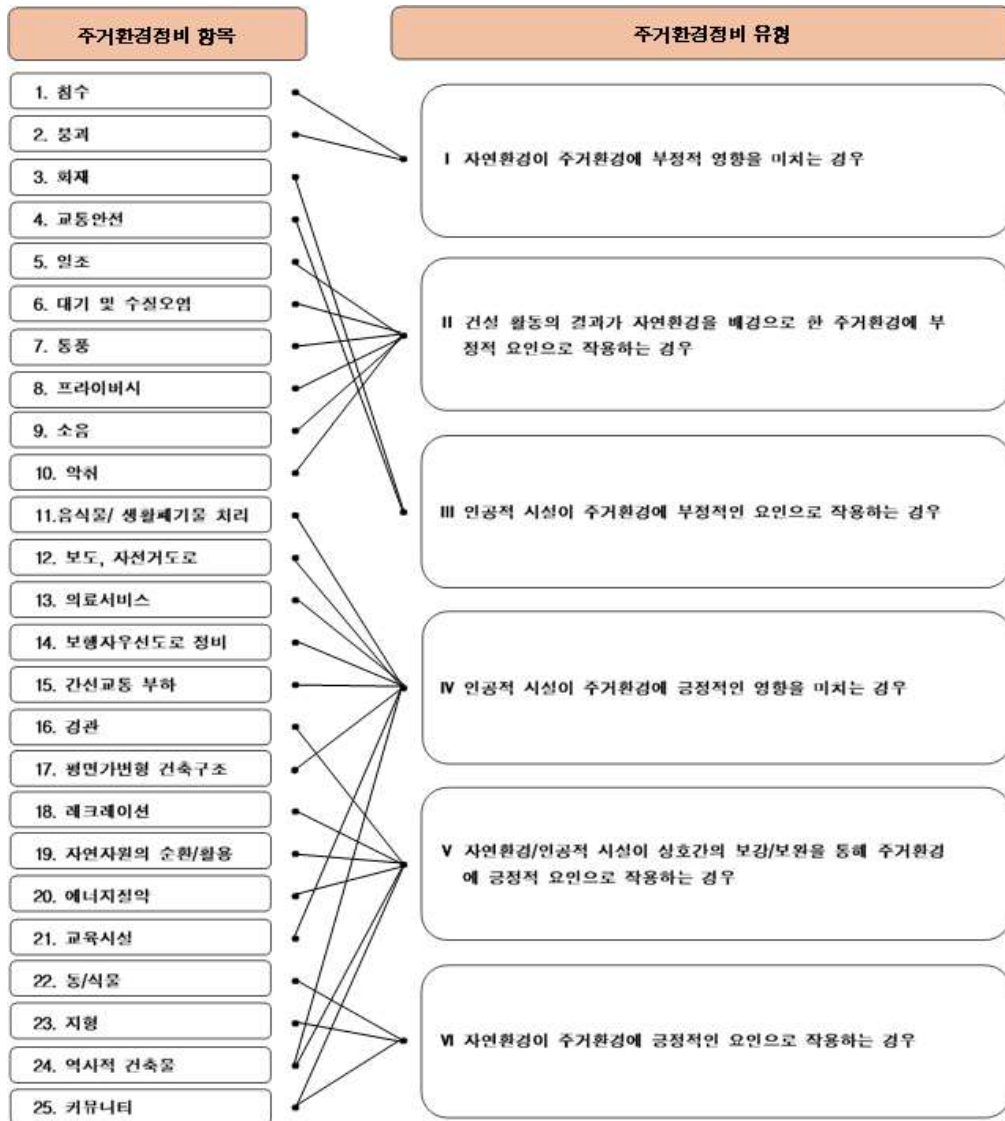 주거환경정비 항목
주거환경정비 유형
1. 침수
2. 붕괴
3. 화재
4. 교통안전
5. 일조
6. 대기 및 수질오염
7. 통풍
8. 프라이버시
9. 소음
10. 악취
11.음식물/ 생활폐기물 처리
12. 보도, 자전거도로
13. 의료서비스
14. 보행자우선도로 정비
15. 간선교통 부하
16. 경관
17. 평면가변형 건축구조
18. 레크레이션
19. 자연자원의 순환/활용
20. 에너지절약
21. 교육시설
22. 동/식물
23. 지형
24. 역사적 건축물
25. 커뮤니티
Ⅰ 자연환경이 주거환경에 부정적 영향을 미치는 경우
Ⅱ 건설 활동의 결과가 자연환경을 배경으로 한 주거환경에 부
정적 요인으로 작용하는 경우
Ⅲ 인공적 시설이 주거환경에 부정적인 요인으로 작용하는 경우
Ⅳ 인공적 시설이 주거환경에 긍정적인 영향을 미치는 경우
Ⅴ 자연환경/인공적 시설이 상호간의 보강/보완을 통해 주거환경
에 긍정적 요인으로 작용하는 경우
Ⅵ 자연환경이 주거환경에 긍정적인 요인으로 작용하는 경우